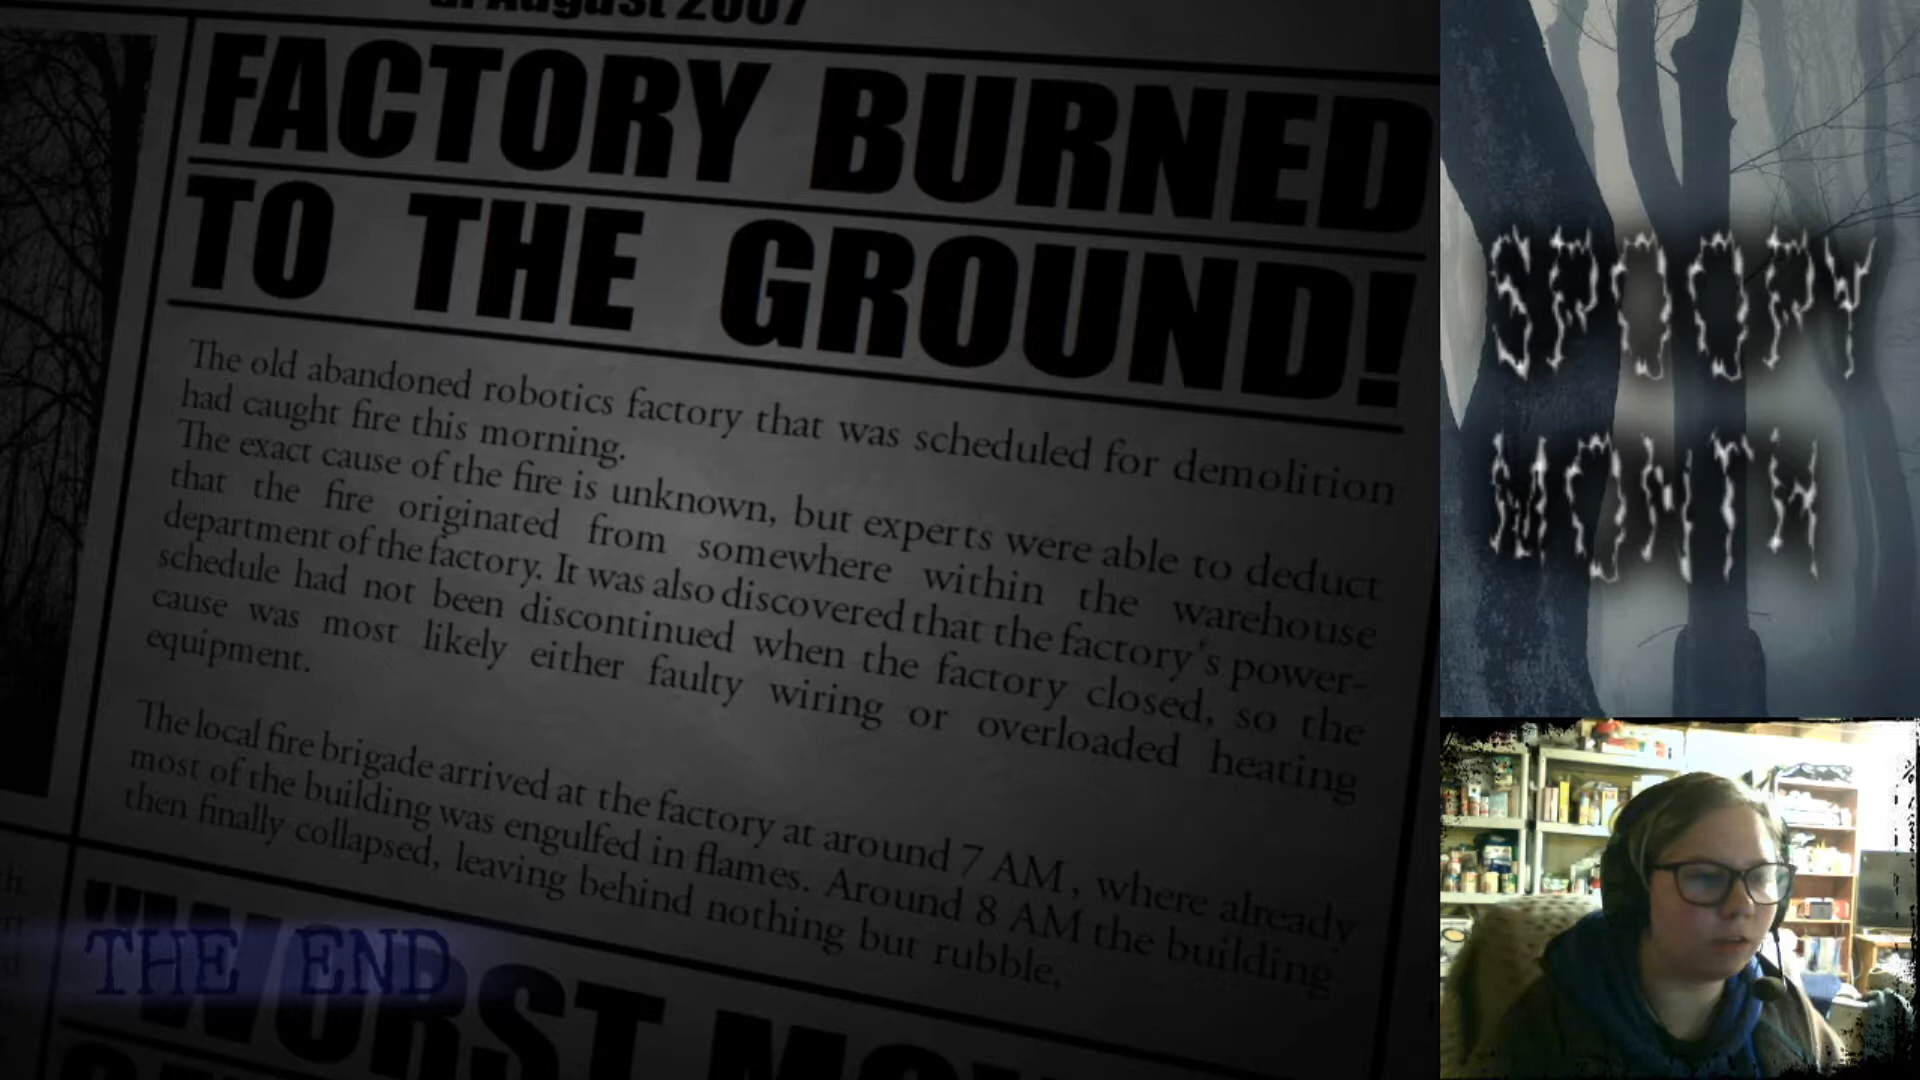 August 2007
FACTORY BURNED
TO THE GROUND!
The old abandoned robotics factory that was scheduled for demolition
had caught fire this morning.
The exact cause of the fire is unknown, but experts were able to deduct
that the fire originated from somewhere within the warehouse
department of the factory. It was also discovered that the factory's power-
schedule had not been discontinued when the factory closed, so the
cause was most likely either faulty wiring or overloaded heating
equipment.
The local fire brigade arrived at the factory at around 7 AM, where already
most of the building was engulfed in flames. Around 8 AM the building
then finally collapsed, leaving behind nothing but rubble.
THE END
"WORST
SPOOPY
MONTH